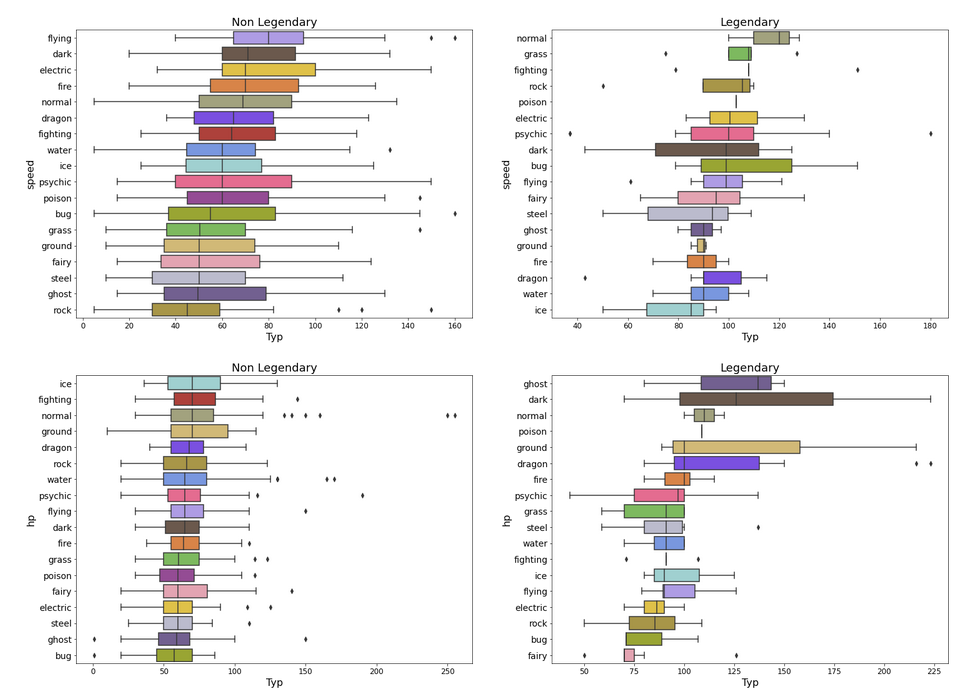 Non Legendary
flying
dark
electric
fire
normal
dragon
fighting
water
ice
psychic
poison
bug
grass
ground
fairy
steel
ghost
rock
speed
0 20 40 60 80 100 120 140 160
Typ
Legendary
normal
grass
fighting
rock
poison
electric
psychic
dark
bug
flying
fairy
steel
ghost
ground
fire
dragon
water
ice
speed
40 60 80 100 120 140 160 180
Typ
Non Legendary
ice
fighting
normal
ground
dragon
rock
water
psychic
flying
dark
fire
grass
poison
fairy
electric
steel
ghost
bug
hp
0 50 100 150 200 250
Typ
Legendary
ghost
dark
normal
poison
ground
dragon
fire
psychic
grass
steel
water
fighting
ice
flying
electric
rock
bug
fairy
hp
50 75 100 125 150 175 200 225
Typ